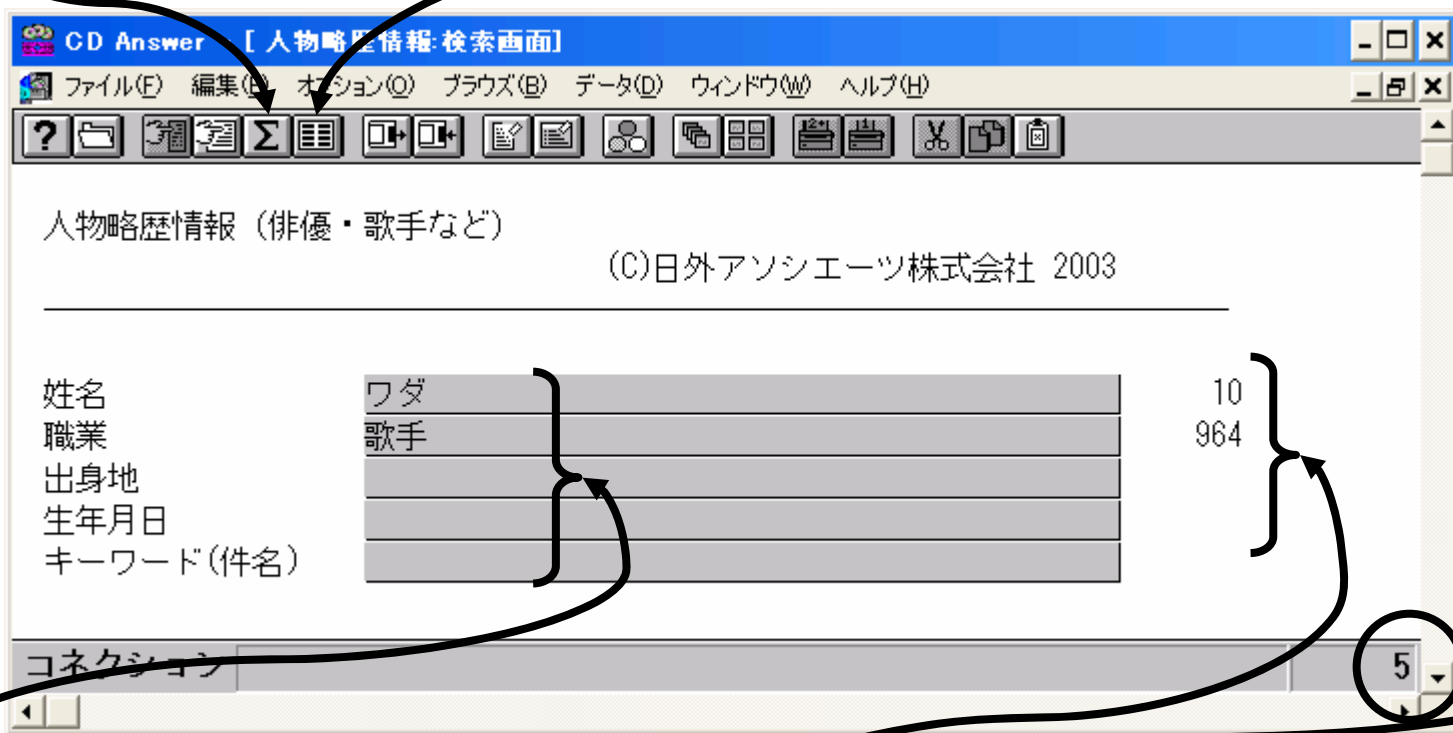 CD Answer - [ 人物略歴情報:検索画面]
ファイル(F) 編集(E) オプション(O) ブラウズ(B) データ(D) ウィンドウ(W) ヘルプ(H)
人物略歴情報（俳優・歌手など）
(C)日外アソシエーツ株式会社 2003
姓名 ワダ 10
職業 歌手 964
出身地
生年月日
キーワード(件名)
コネクション 5